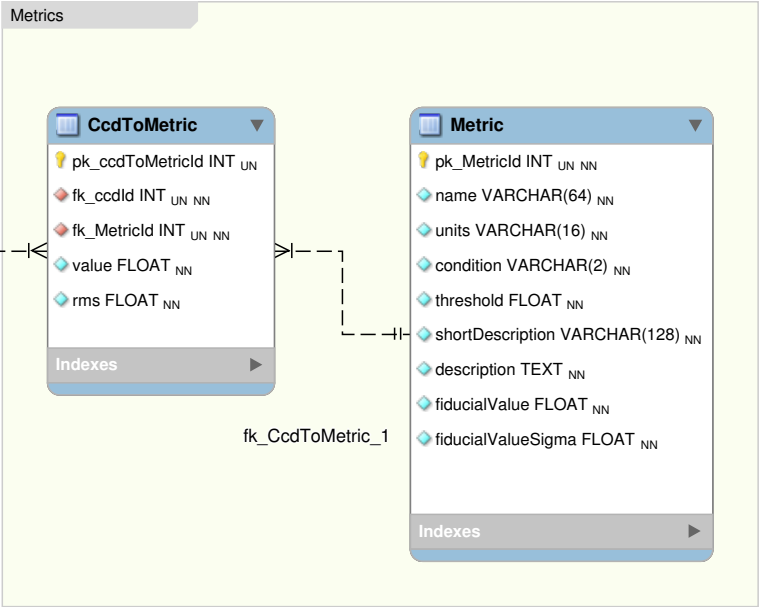 Metrics
CcdToMetric
pk_ccdToMetricId INT UN
fk_ccdId INT UN NN
fk_MetricId INT UN NN
value FLOAT NN
rms FLOAT NN
Indexes
fk_CcdToMetric_1
Metric
pk_MetricId INT UN NN
name VARCHAR(64) NN
units VARCHAR(16) NN
condition VARCHAR(2) NN
threshold FLOAT NN
shortDescription VARCHAR(128) NN
description TEXT NN
fiducialValue FLOAT NN
fiducialValueSigma FLOAT NN
Indexes